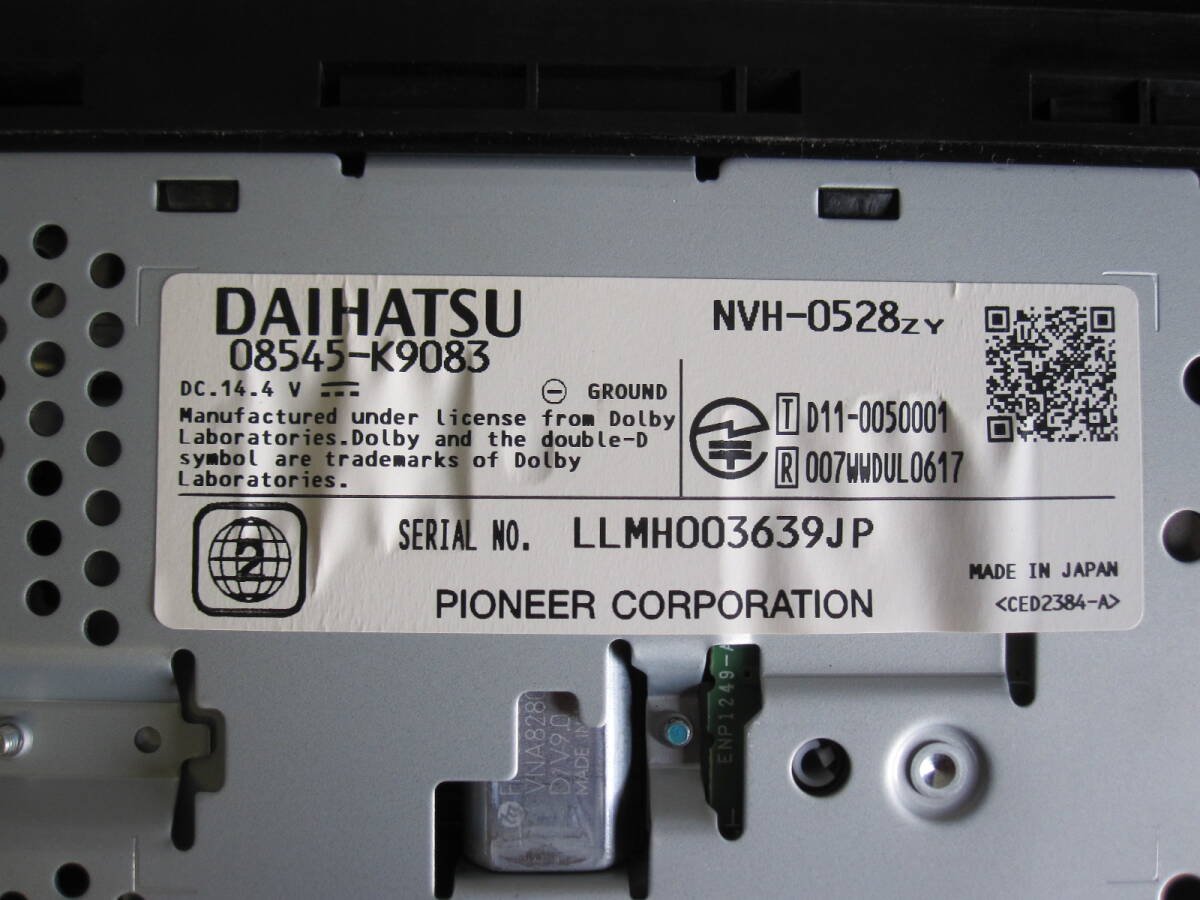 DAIHATSU
08545-K9083
NVH-0528ZY
DC.14.4 V
GROUND
Manufactured under license from Dolby
Laboratories.Dolby and the double-D
symbol are trademarks of Dolby
Laboratories.
T D11-0050001
R 007WWDUL0617
2
SERIAL NO. LLMH003639JP
MADE IN JAPAN
PIONEER CORPORATION
<CED2384-A>
ENP1249-A
MADE IN